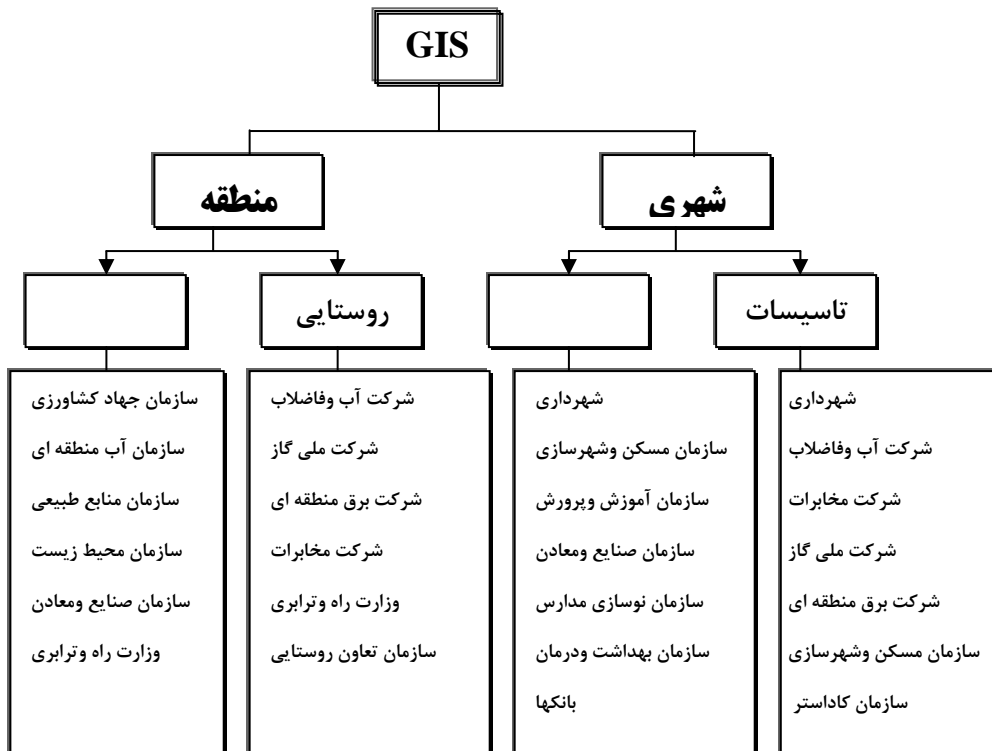 GIS
شهری
منطقه
تاسیسات
روستایی
شهرداری
شرکت آب وفاضلاب
شرکت مخابرات
شرکت ملی گاز
شرکت برق منطقه ای
سازمان مسکن وشهرسازی
سازمان کاداستر
شهرداری
سازمان مسکن وشهرسازی
سازمان آموزش وپرورش
سازمان صنایع ومعادن
سازمان نوسازی مدارس
سازمان بهداشت ودرمان
بانکها
شرکت آب وفاضلاب
شرکت ملی گاز
شرکت برق منطقه ای
شرکت مخابرات
وزارت راه وترابری
سازمان تعاون روستایی
سازمان جهاد کشاورزی
سازمان آب منطقه ای
سازمان منابع طبیعی
سازمان محیط زیست
سازمان صنایع ومعادن
وزارت راه وترابری